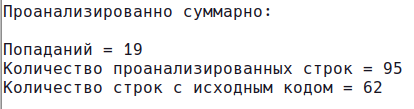 Проанализированно суммарно:
Попаданий = 19
Количество проанализированных строк = 95
Количество строк с исходным кодом = 62